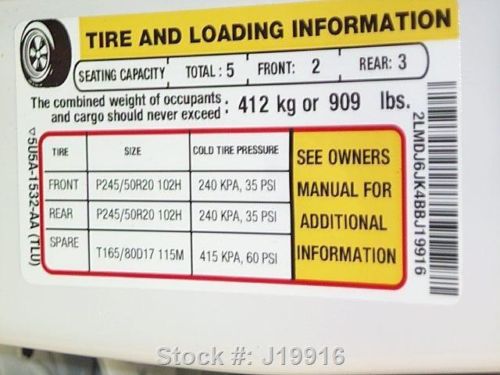 TIRE AND LOADING INFORMATION
SEATING CAPACITY TOTAL : 5 FRONT: 2 REAR: 3
The combined weight of occupants and cargo should never exceed : 412 kg or 909 lbs.
TIRE SIZE COLD TIRE PRESSURE
FRONT P245/50R20 102H 240 KPA, 35 PSI
REAR P245/50R20 102H 240 KPA, 35 PSI
SPARE T165/80D17 115M 415 KPA, 60 PSI
SEE OWNERS
MANUAL FOR
ADDITIONAL
INFORMATION
▽5U5A-1532-AA (TLU)
2LMDJ6JK4BBJ19916
Stock #: J19916